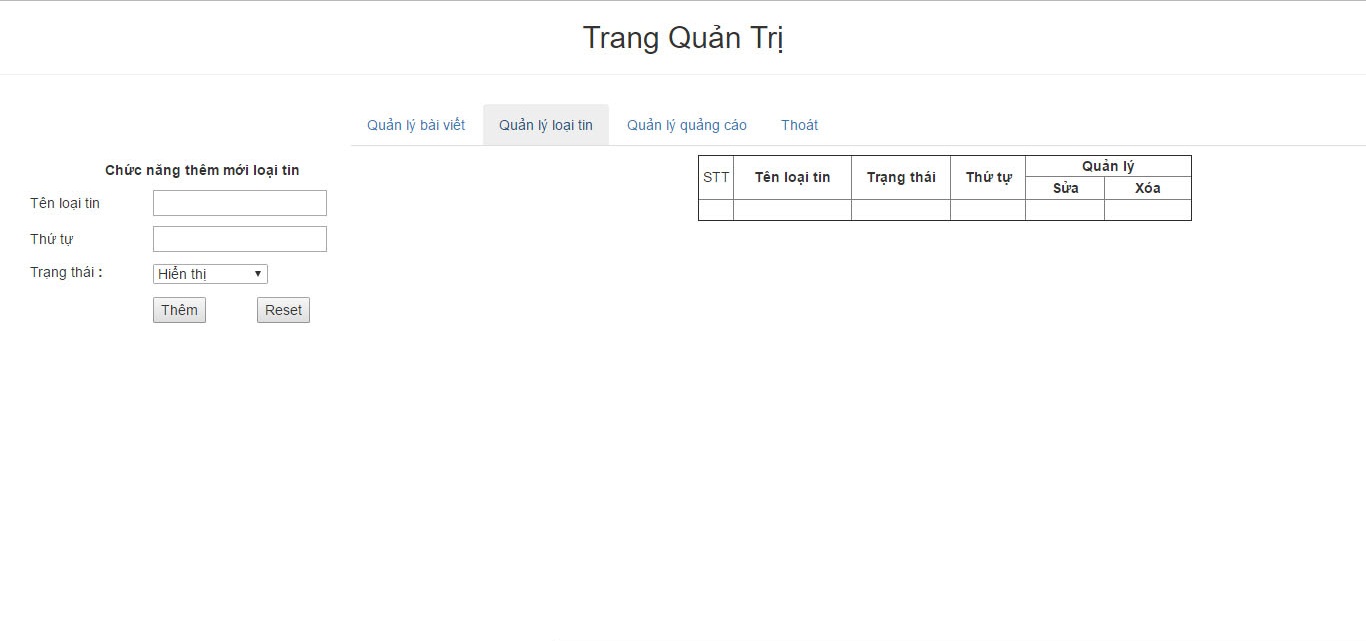 Trang Quản Trị
Quản lý bài viết Quản lý loại tin Quản lý quảng cáo Thoát
Chức năng thêm mới loại tin
Tên loại tin
Thứ tự
Trạng thái :
Hiển thị
Thêm Reset
STT Tên loại tin Trạng thái Thứ tự Quản lý
Sửa Xóa